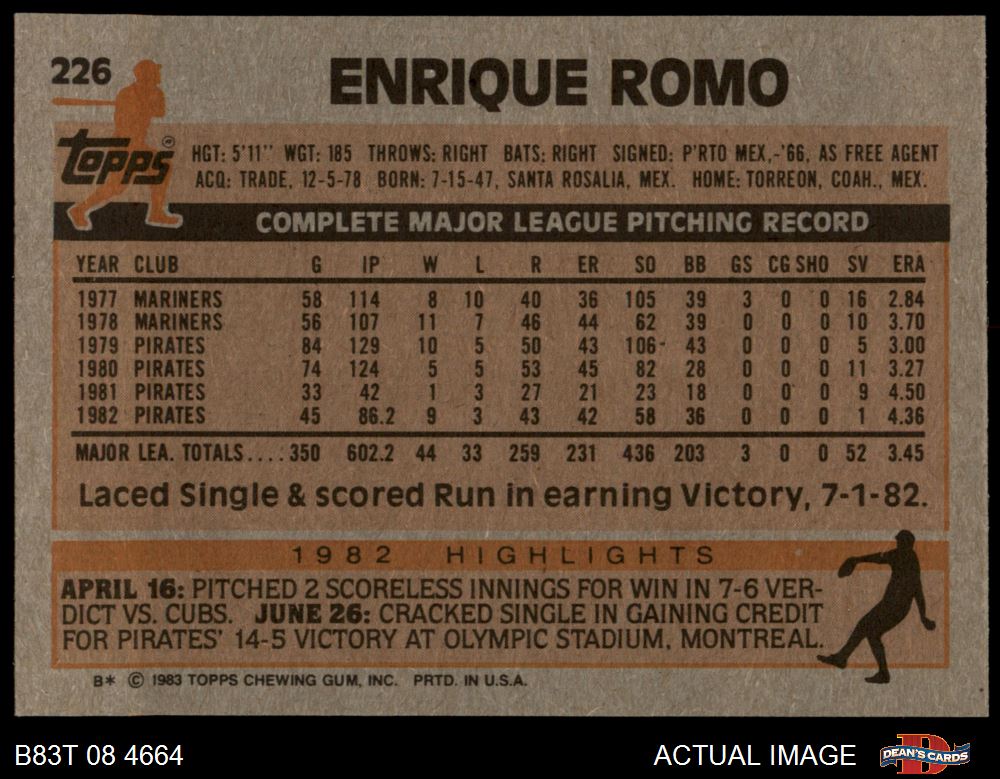 226
ENRIQUE ROMO
Topps®
HGT: 5'11" WGT: 185 THROWS: RIGHT BATS: RIGHT SIGNED: P'RTO MEX,-'66, AS FREE AGENT
ACQ: TRADE, 12-5-78 BORN: 7-15-47, SANTA ROSALIA, MEX. HOME: TORREON, COAH., MEX.
COMPLETE MAJOR LEAGUE PITCHING RECORD
YEAR CLUB G IP W L R ER SO BB GS CG SHO SV ERA
1977 MARINERS 58 114 8 10 40 36 105 39 3 0 0 16 2.84
1978 MARINERS 56 107 11 7 46 44 62 39 0 0 0 10 3.70
1979 PIRATES 84 129 10 5 50 43 106 43 0 0 0 5 3.00
1980 PIRATES 74 124 5 5 53 45 82 28 0 0 0 11 3.27
1981 PIRATES 33 42 1 3 27 21 23 18 0 0 0 9 4.50
1982 PIRATES 45 86.2 9 3 43 42 58 36 0 0 0 1 4.36
MAJOR LEA. TOTALS....: 350 602.2 44 33 259 231 436 203 3 0 0 52 3.45
Laced Single & scored Run in earning Victory, 7-1-82.
1982 HIGHLIGHTS
APRIL 16: PITCHED 2 SCORELESS INNINGS FOR WIN IN 7-6 VER-
DICT VS. CUBS. JUNE 26: CRACKED SINGLE IN GAINING CREDIT
FOR PIRATES' 14-5 VICTORY AT OLYMPIC STADIUM, MONTREAL.
B* © 1983 TOPPS CHEWING GUM, INC. PRTD. IN U.S.A.
B83T 08 4664
ACTUAL IMAGE
DEAN'S CARDS